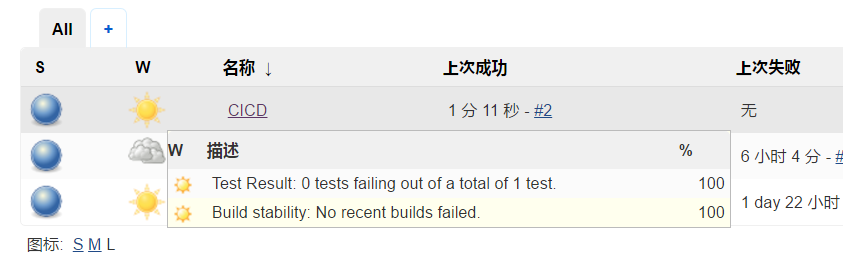 All +
S W 名称 ↓ 上次成功 上次失败
CICD 1 分 11 秒 - #2 无
W 描述 %
6 小时 4 分 -
Test Result: 0 tests failing out of a total of 1 test. 100
1 day 22 小时
Build stability: No recent builds failed. 100
图标: S M L